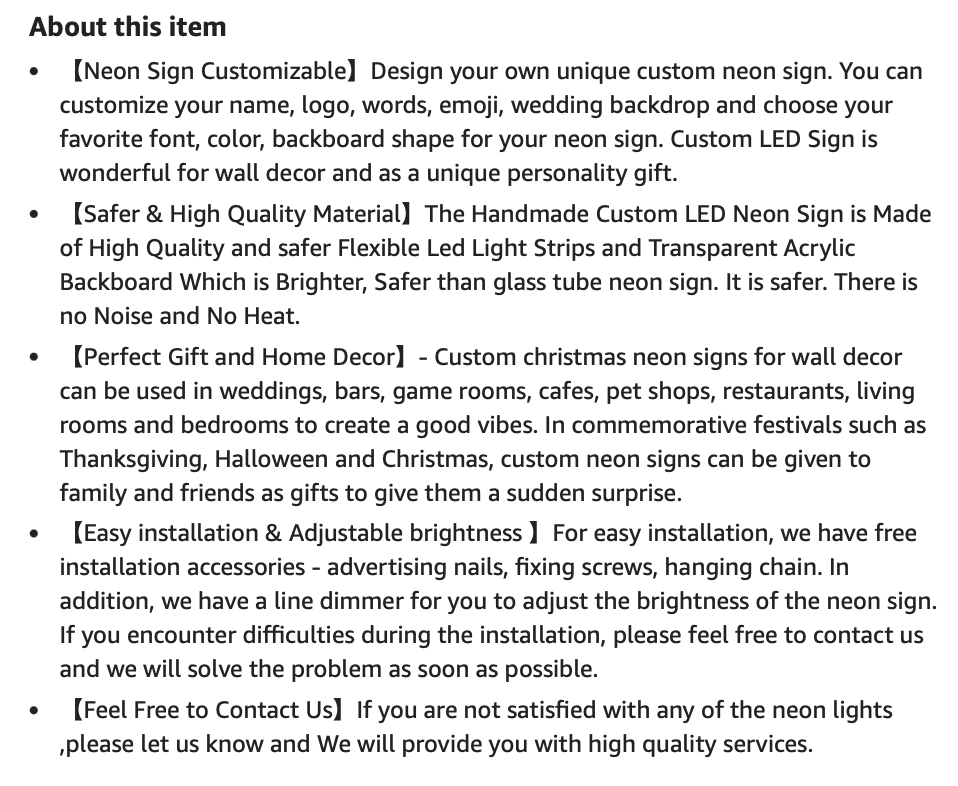 About this item
• 【Neon Sign Customizable】Design your own unique custom neon sign. You can
customize your name, logo, words, emoji, wedding backdrop and choose your
favorite font, color, backboard shape for your neon sign. Custom LED Sign is
wonderful for wall decor and as a unique personality gift.
• 【Safer & High Quality Material】The Handmade Custom LED Neon Sign is Made
of High Quality and safer Flexible Led Light Strips and Transparent Acrylic
Backboard Which is Brighter, Safer than glass tube neon sign. It is safer. There is
no Noise and No Heat.
• 【Perfect Gift and Home Decor】- Custom christmas neon signs for wall decor
can be used in weddings, bars, game rooms, cafes, pet shops, restaurants, living
rooms and bedrooms to create a good vibes. In commemorative festivals such as
Thanksgiving, Halloween and Christmas, custom neon signs can be given to
family and friends as gifts to give them a sudden surprise.
• 【Easy installation & Adjustable brightness 】For easy installation, we have free
installation accessories - advertising nails, fixing screws, hanging chain. In
addition, we have a line dimmer for you to adjust the brightness of the neon sign.
If you encounter difficulties during the installation, please feel free to contact us
and we will solve the problem as soon as possible.
• 【Feel Free to Contact Us】If you are not satisfied with any of the neon lights
,please let us know and We will provide you with high quality services.